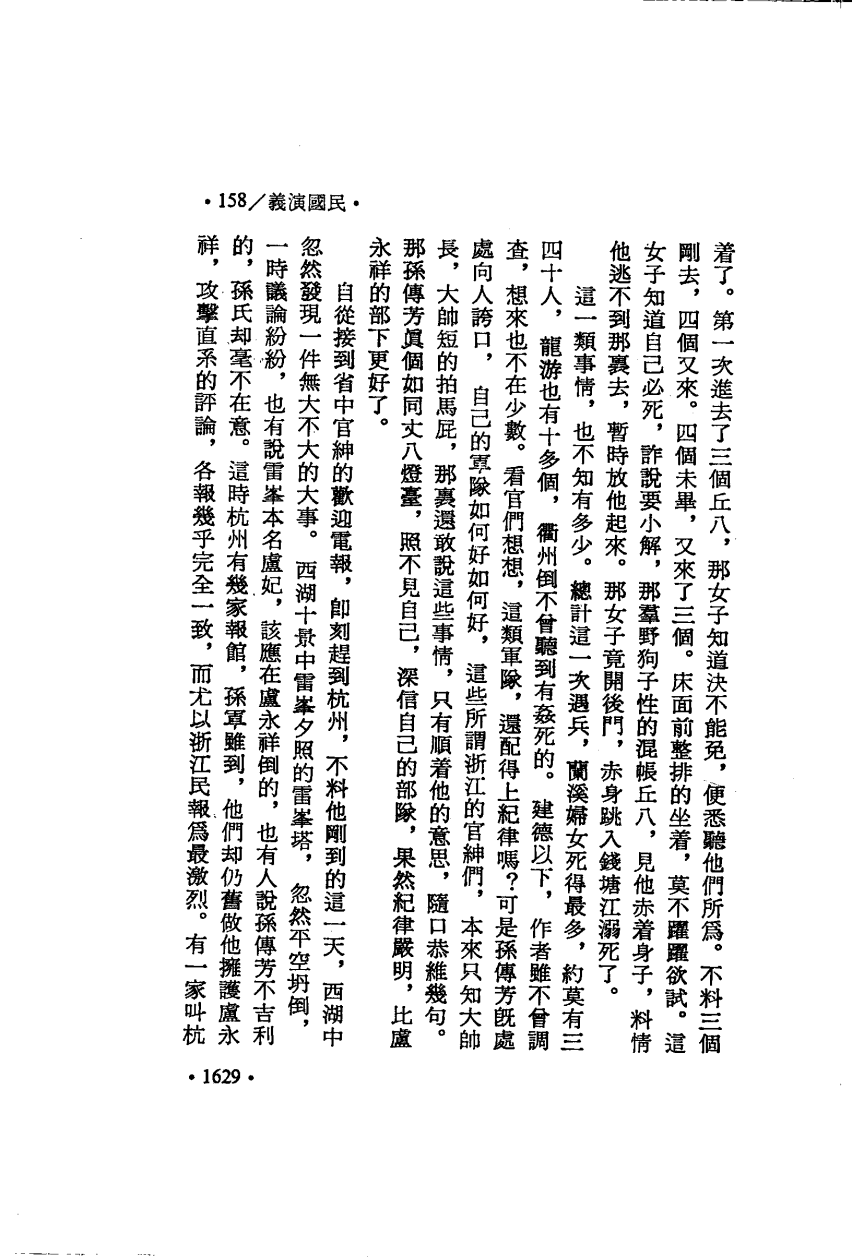 •158/義演國民•
着了。第一次進去了三個丘八，那女子知道決不能免，便悉聽他們所爲。不料三個
剛去，四個又來。四個未畢，又來了三個。床面前整排的坐着，莫不躍躍欲試。這
女子知道自己必死，詐說要小解，那羣野狗子性的混帳丘八，見他赤着身子，料情
他逃不到那裏去，暫時放他起來。那女子竟開後門，赤身跳入錢塘江溺死了。
這一類事情，也不知有多少。總計這一次遇兵，蘭溪婦女死得最多，約莫有三
四十人，龍游也有十多個，衢州倒不曾聽到有姦死的。建德以下，作者雖不曾調
查，想來也不在少數。看官們想想，這類軍隊，還配得上紀律嗎？可是孫傳芳旣處
處向人誇口，自己的軍隊如何好如何好，這些所謂浙江的官紳們，本來只知大帥
長，大帥短的拍馬屁，那裏還敢說這些事情，只有順着他的意思，隨口恭維幾句。
那孫傳芳眞個如同丈八燈臺，照不見自己，深信自己的部隊，果然紀律嚴明，比盧
永祥的部下更好了。
自從接到省中官紳的歡迎電報，卽刻趕到杭州，不料他剛到的這一天，西湖中
忽然發現一件無大不大的大事。西湖十景中雷峯夕照的雷峯塔，忽然平空坍倒，
一時議論紛紛，也有說雷峯本名盧妃，該應在盧永祥倒的，也有人說孫傳芳不吉利
的，孫氏却毫不在意。這時杭州有幾家報館，孫軍雖到，他們却仍舊做他擁護盧永
祥，攻擊直系的評論，各報幾乎完全一致，而尤以浙江民報爲最激烈。有一家叫杭
•1629•